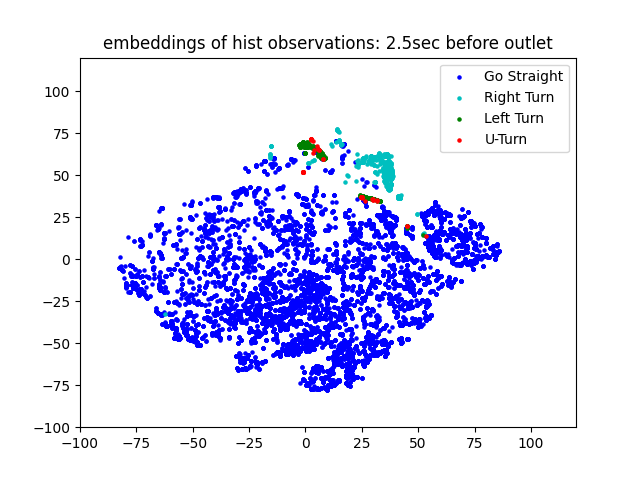 embeddings of hist observations: 2.5sec before outlet
Go Straight
Right Turn
Left Turn
U-Turn
100
75
50
25
0
−25
−50
−75
−100
−100 −75 −50 −25 0 25 50 75 100